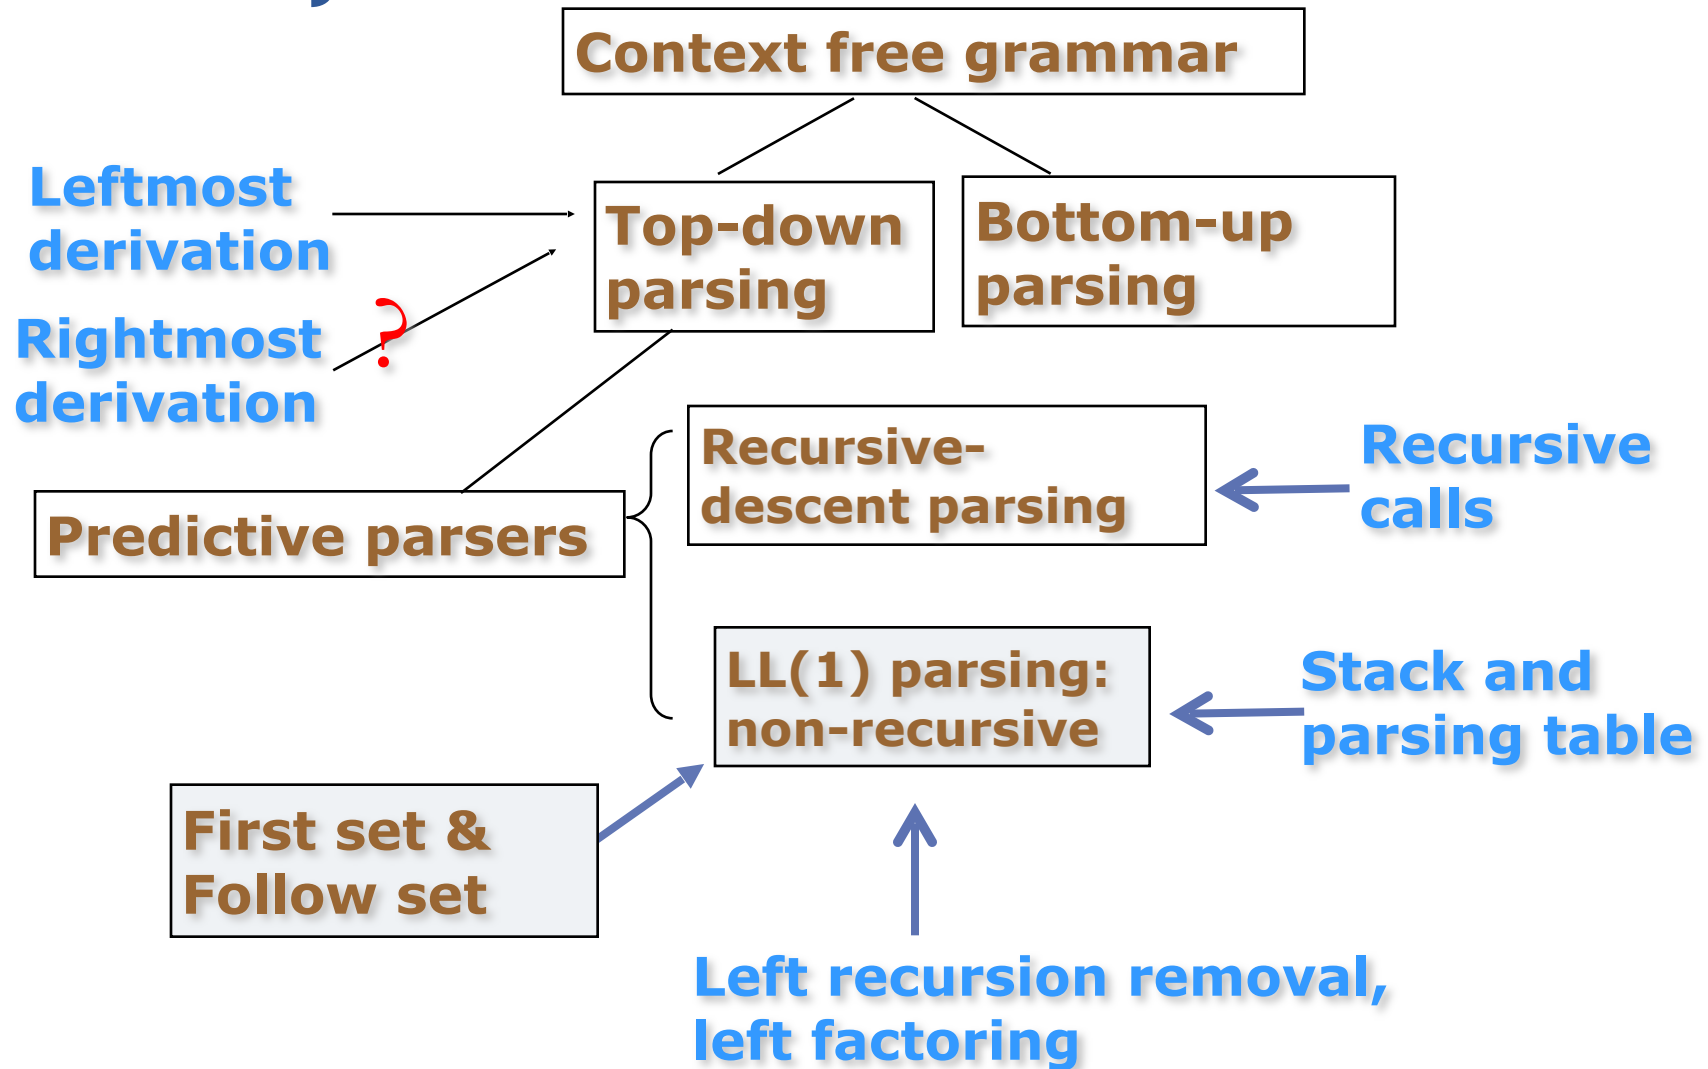 Context free grammar
Leftmost
derivation
Top-down
parsing
Bottom-up
parsing
?
Rightmost
derivation
Recursive-
descent parsing
Recursive
calls
Predictive parsers
LL(1) parsing:
non-recursive
Stack and
parsing table
First set &
Follow set
Left recursion removal,
left factoring